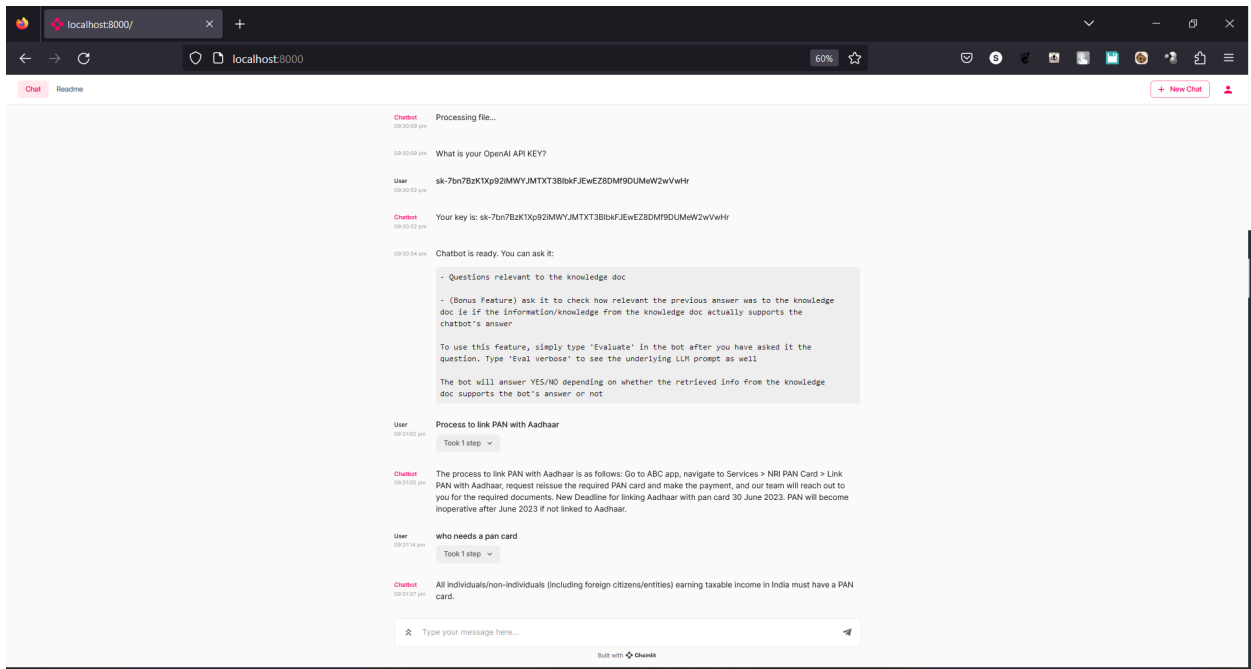 localhost:8000/
localhost:8000
60%
S
Chat Readme
+ New Chat
Chatbot Processing file...
09:30:09 pm
09:30:09 pm What is your OpenAI API KEY?
User
09:30:52 pm
Chatbot Your key is:
09:30:52 pm
09:30:54 pm Chatbot is ready. You can ask it:
- Questions relevant to the knowledge doc
- (Bonus Feature) ask it to check how relevant the previous answer was to the knowledge
doc ie if the information/knowledge from the knowledge doc actually supports the
chatbot's answer
To use this feature, simply type 'Evaluate' in the bot after you have asked it the
question. Type 'Eval verbose' to see the underlying LLM prompt as well
The bot will answer YES/NO depending on whether the retrieved info from the knowledge
doc supports the bot's answer or not
User Process to link PAN with Aadhaar
09:31:02 pm
Took 1 step
Chatbot The process to link PAN with Aadhaar is as follows: Go to ABC app, navigate to Services > NRI PAN Card > Link
09:31:05 pm PAN with Aadhaar, request reissue the required PAN card and make the payment, and our team will reach out to
you for the required documents. New Deadline for linking Aadhaar with pan card 30 June 2023. PAN will become
inoperative after June 2023 if not linked to Aadhaar.
User who needs a pan card
09:31:14 pm
Took 1 step
Chatbot All individuals/non-individuals (including foreign citizens/entities) earning taxable income in India must have a PAN
09:31:37 pm card.
Type your message here...
Built with Chainlit